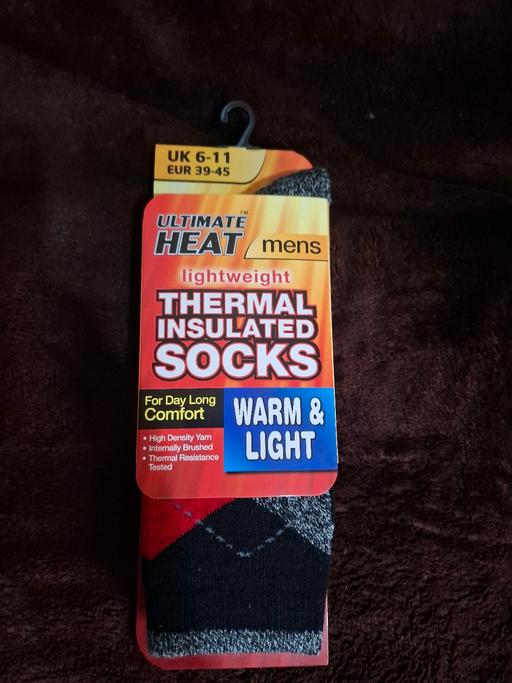 UK 6-11
EUR 39-45
ULTIMATE™
HEAT
mens
lightweight
THERMAL
INSULATED
SOCKS
For Day Long
Comfort
• High Density Yarn
• Internally Brushed
• Thermal Resistance
Tested
WARM &
LIGHT